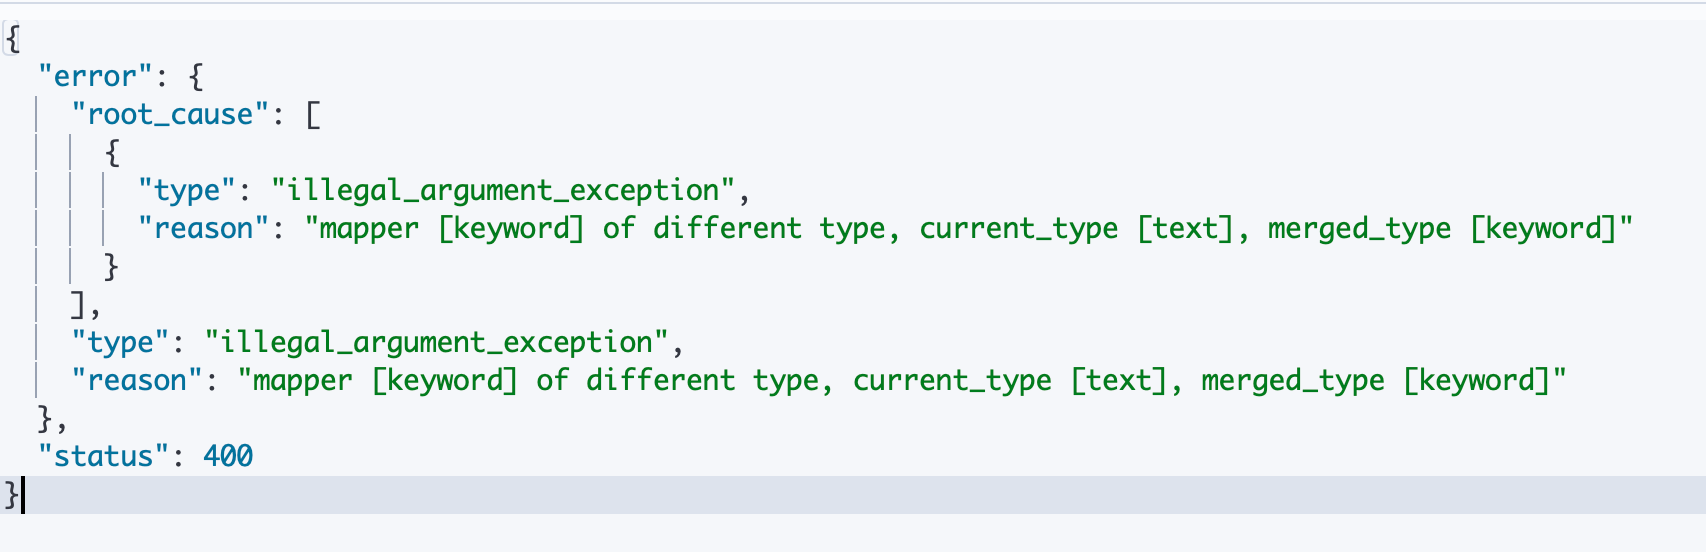 {
"error": {
"root_cause": [
{
"type": "illegal_argument_exception",
"reason": "mapper [keyword] of different type, current_type [text], merged_type [keyword]"
}
],
"type": "illegal_argument_exception",
"reason": "mapper [keyword] of different type, current_type [text], merged_type [keyword]"
},
"status": 400
}